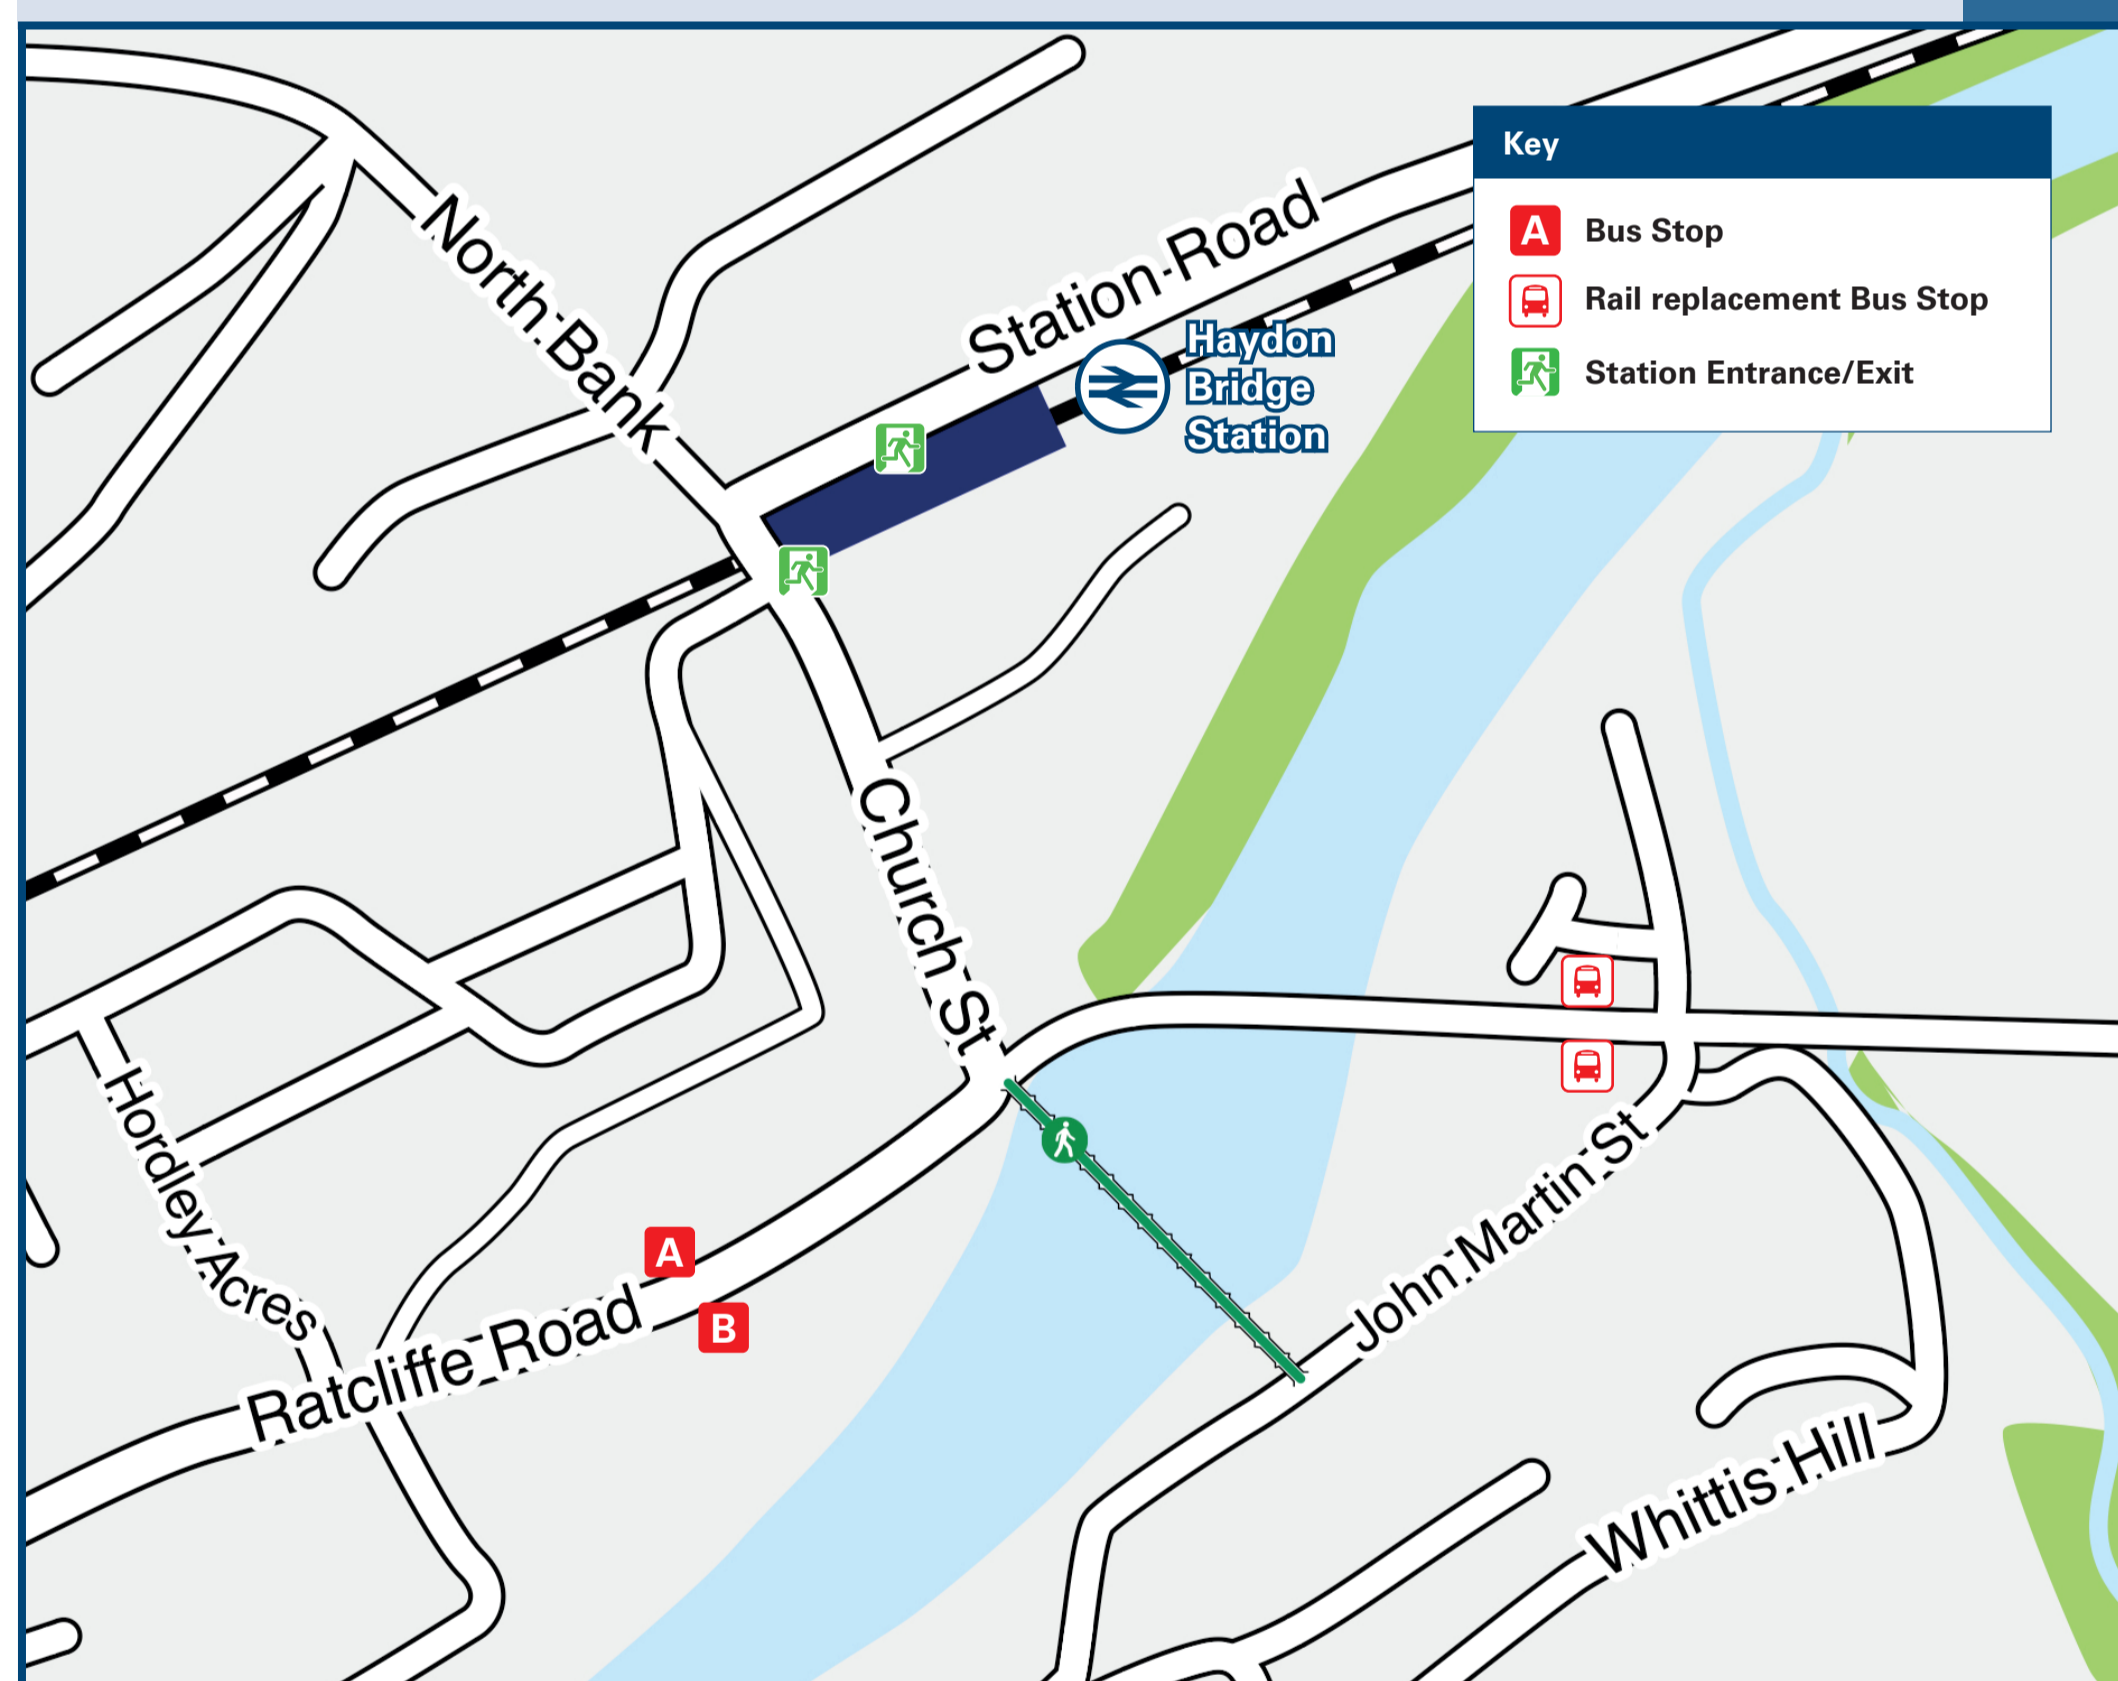 Key
A Bus Stop
Rail replacement Bus Stop
Station Entrance/Exit
North Bank
Station Road
Haydon
Bridge
Station
Church St
Hordley Acres
A
B
Ratcliffe Road
John Martin St
Whittis Hill